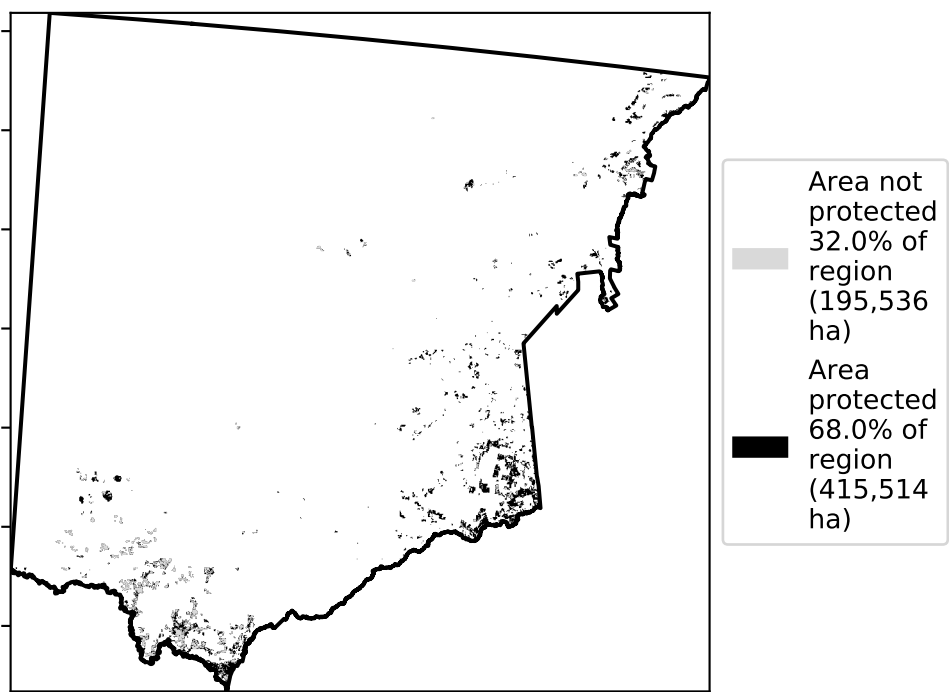 Area not
protected
32.0% of
region
(195,536
ha)
Area
protected
68.0% of
region
(415,514
ha)